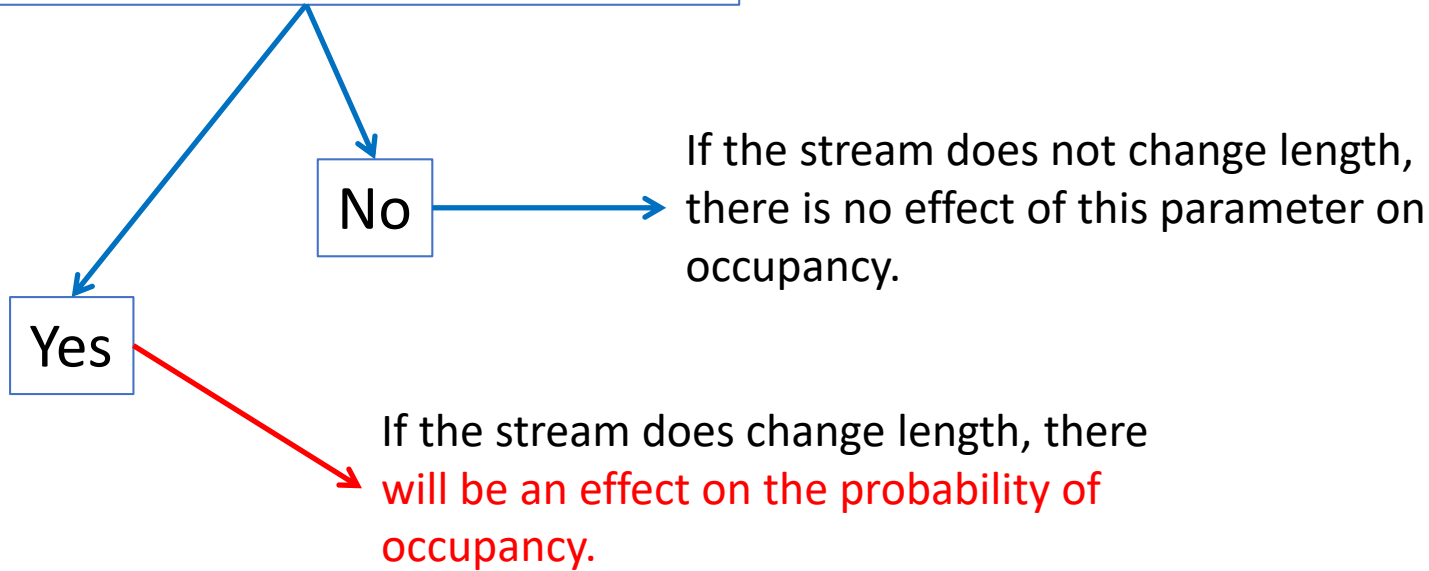 No
If the stream does not change length,
there is no effect of this parameter on
occupancy.
Yes
If the stream does change length, there
will be an effect on the probability of
occupancy.